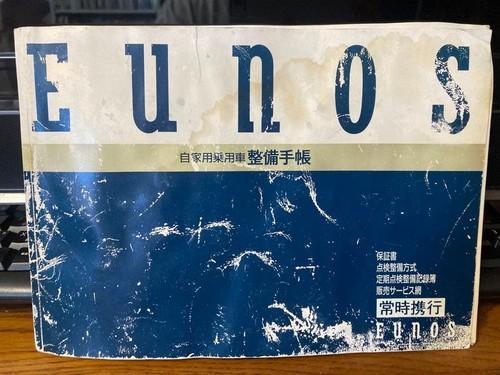 EUNOS
自家用乗用車 整備手帳
保証書
点検整備方式
定期点検整備記録簿
販売サービス網
常時携行
EUNOS